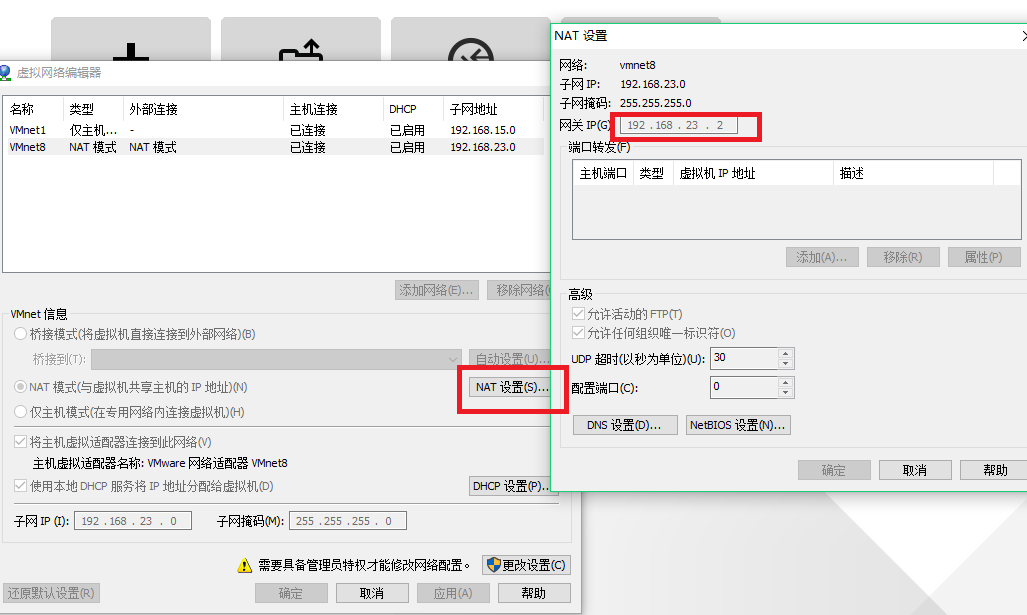 虚拟网络编辑器
名称 类型 外部连接 主机连接 DHCP 子网地址
VMnet1 仅主机... - 已连接 已启用 192.168.15.0
VMnet8 NAT 模式 NAT 模式 已连接 已启用 192.168.23.0
添加网络(E)... 移除网络(
VMnet 信息
桥接模式(将虚拟机直接连接到外部网络)(B)
桥接到(T): 自动设置(U)...
NAT 模式(与虚拟机共享主机的 IP 地址)(N) NAT 设置(S)...
仅主机模式(在专用网络内连接虚拟机)(H)
将主机虚拟适配器连接到此网络(V)
主机虚拟适配器名称: VMware 网络适配器 VMnet8
使用本地 DHCP 服务将 IP 地址分配给虚拟机(D) DHCP 设置(P)...
子网 IP (I): 192 . 168 . 23 . 0 子网掩码(M): 255 . 255 . 255 . 0
需要具备管理员特权才能修改网络配置。 更改设置(C)
还原默认设置(R) 确定 取消 应用(A) 帮助
NAT 设置
网络: vmnet8
子网 IP: 192.168.23.0
子网掩码: 255.255.255.0
网关 IP(G) 192 . 168 . 23 . 2
端口转发(F)
主机端口 类型 虚拟机 IP 地址 描述
添加(A)... 移除(R) 属性(P)
高级
允许活动的 FTP(T)
允许任何组织唯一标识符(O)
UDP 超时(以秒为单位)(U): 30
配置端口(C): 0
DNS 设置(D)... NetBIOS 设置(N)...
确定 取消 帮助